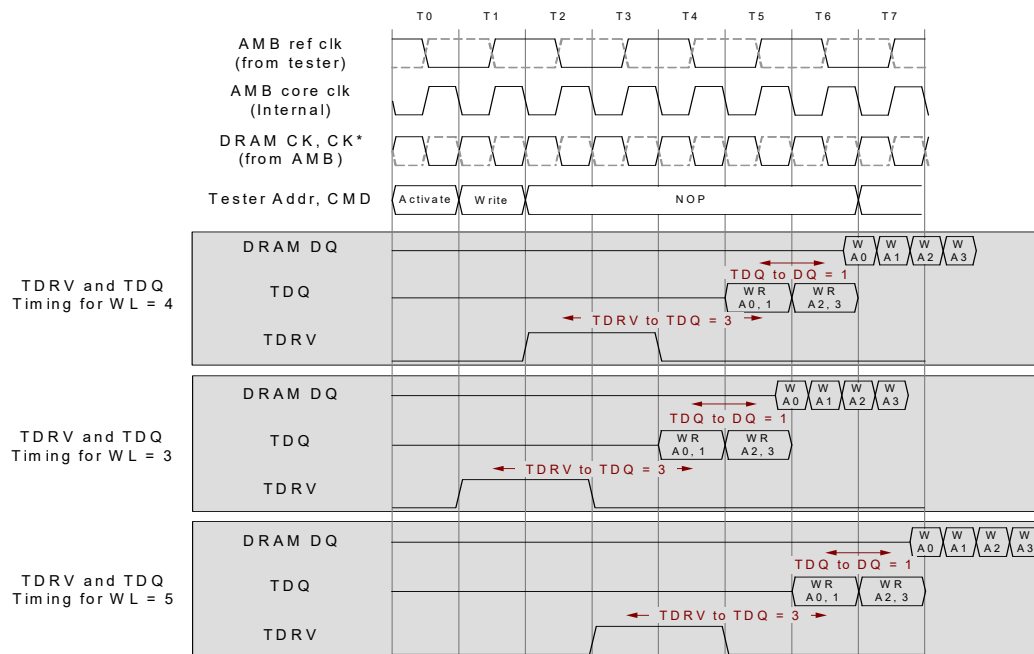 T0 T1 T2 T3 T4 T5 T6 T7
AMB ref clk
(from tester)
AMB core clk
(Internal)
DRAM CK, CK*
(from AMB)
Tester Addr, CMD
Activate Write NOP
TDRV and TDQ
Timing for WL = 4
DRAM DQ
W A0 W A1 W A2 W A3
TDQ to DQ = 1
TDQ
WR A0, 1 WR A2, 3
TDRV to TDQ = 3
TDRV
TDRV and TDQ
Timing for WL = 3
DRAM DQ
W A0 W A1 W A2 W A3
TDQ to DQ = 1
TDQ
WR A0, 1 WR A2, 3
TDRV to TDQ = 3
TDRV
TDRV and TDQ
Timing for WL = 5
DRAM DQ
W A0 W A1 W A2 W A3
TDQ to DQ = 1
TDQ
WR A0, 1 WR A2, 3
TDRV to TDQ = 3
TDRV